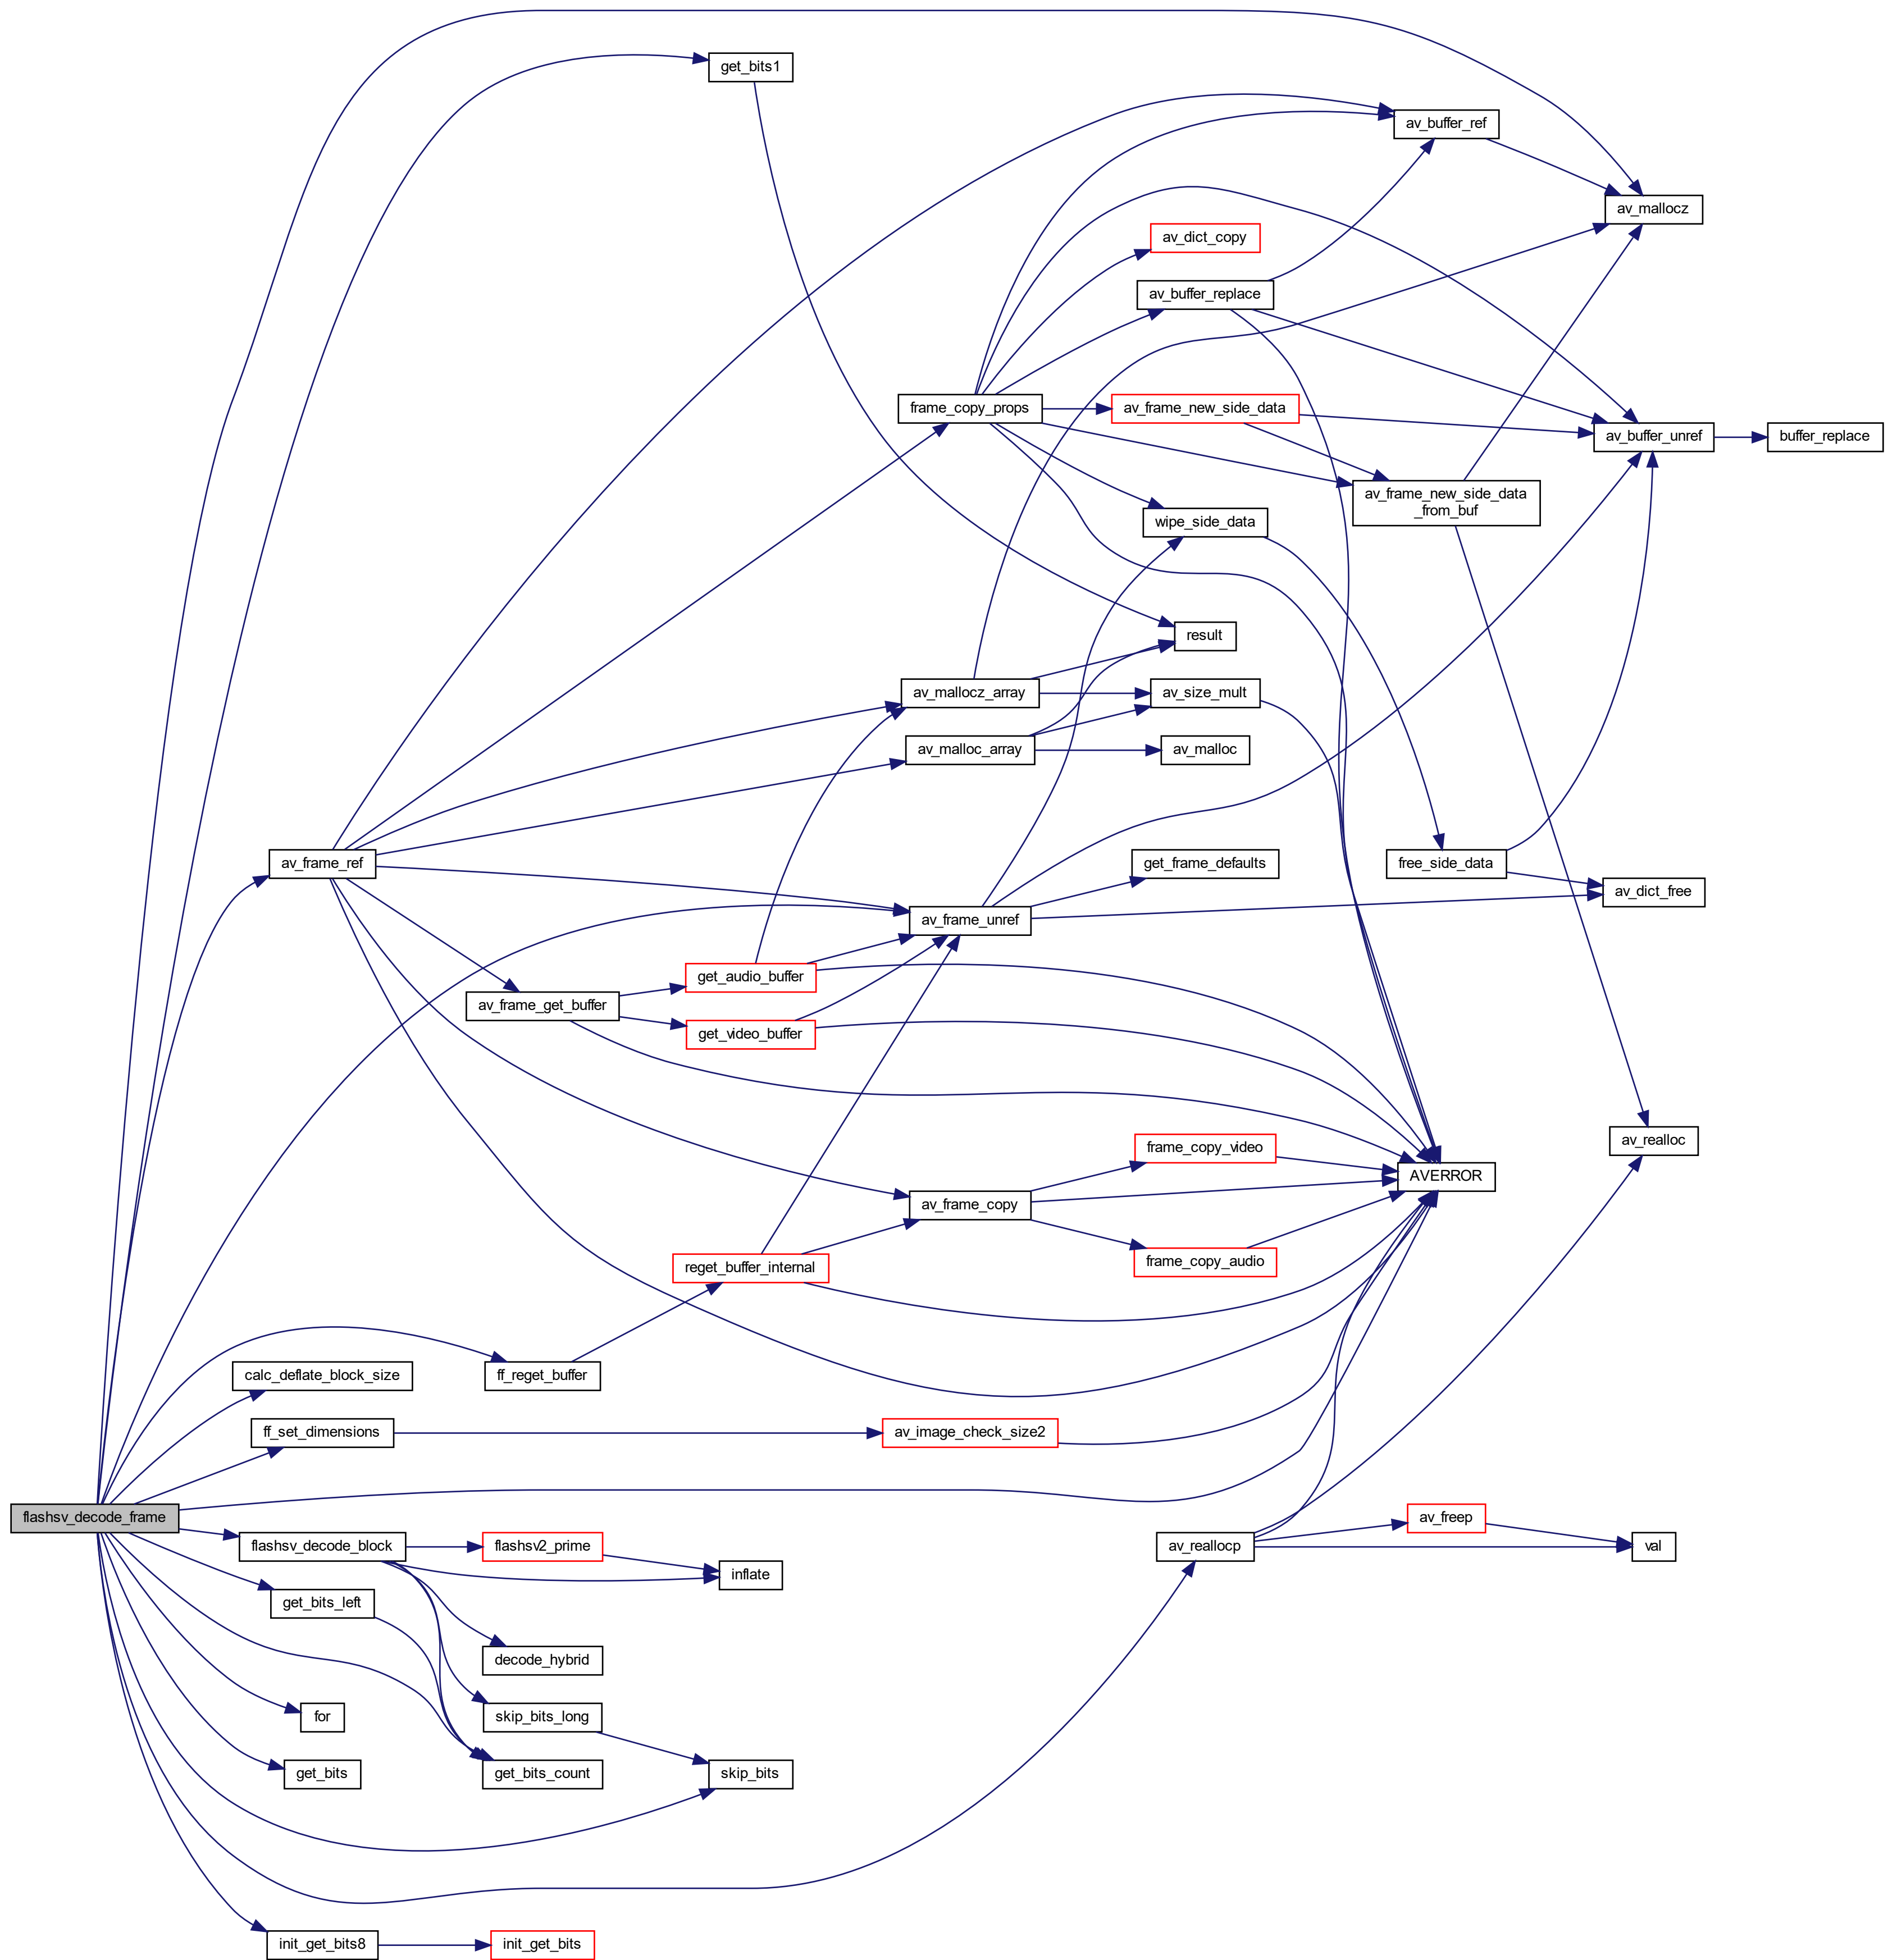 get_bits1
av_buffer_ref
av_mallocz
av_dict_copy
av_buffer_replace
frame_copy_props
av_frame_new_side_data
av_buffer_unref
buffer_replace
av_frame_new_side_data
_from_buf
wipe_side_data
result
av_mallocz_array
av_size_mult
av_malloc_array
av_malloc
av_frame_ref
get_frame_defaults
free_side_data
av_dict_free
av_frame_unref
get_audio_buffer
av_frame_get_buffer
get_video_buffer
av_realloc
frame_copy_video
AVERROR
av_frame_copy
reget_buffer_internal
frame_copy_audio
calc_deflate_block_size
ff_reget_buffer
ff_set_dimensions
av_image_check_size2
flashsv_decode_frame
flashsv_decode_block
flashsv2_prime
av_reallocp
av_freep
val
inflate
get_bits_left
decode_hybrid
for
skip_bits_long
get_bits
get_bits_count
skip_bits
init_get_bits8
init_get_bits